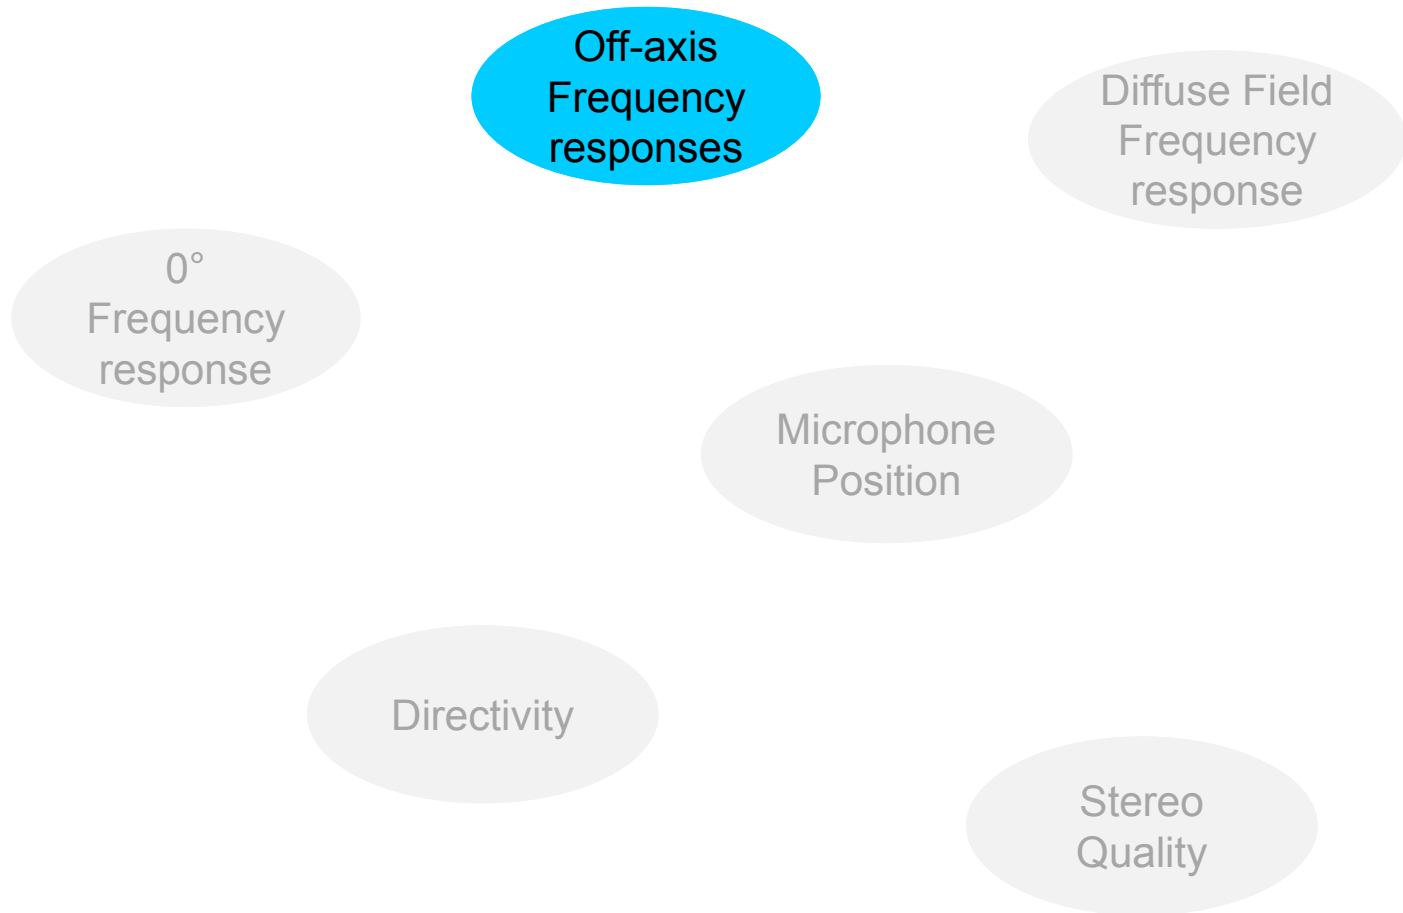 Off-axis
Frequency
responses
Diffuse Field
Frequency
response
0°
Frequency
response
Microphone
Position
Directivity
Stereo
Quality